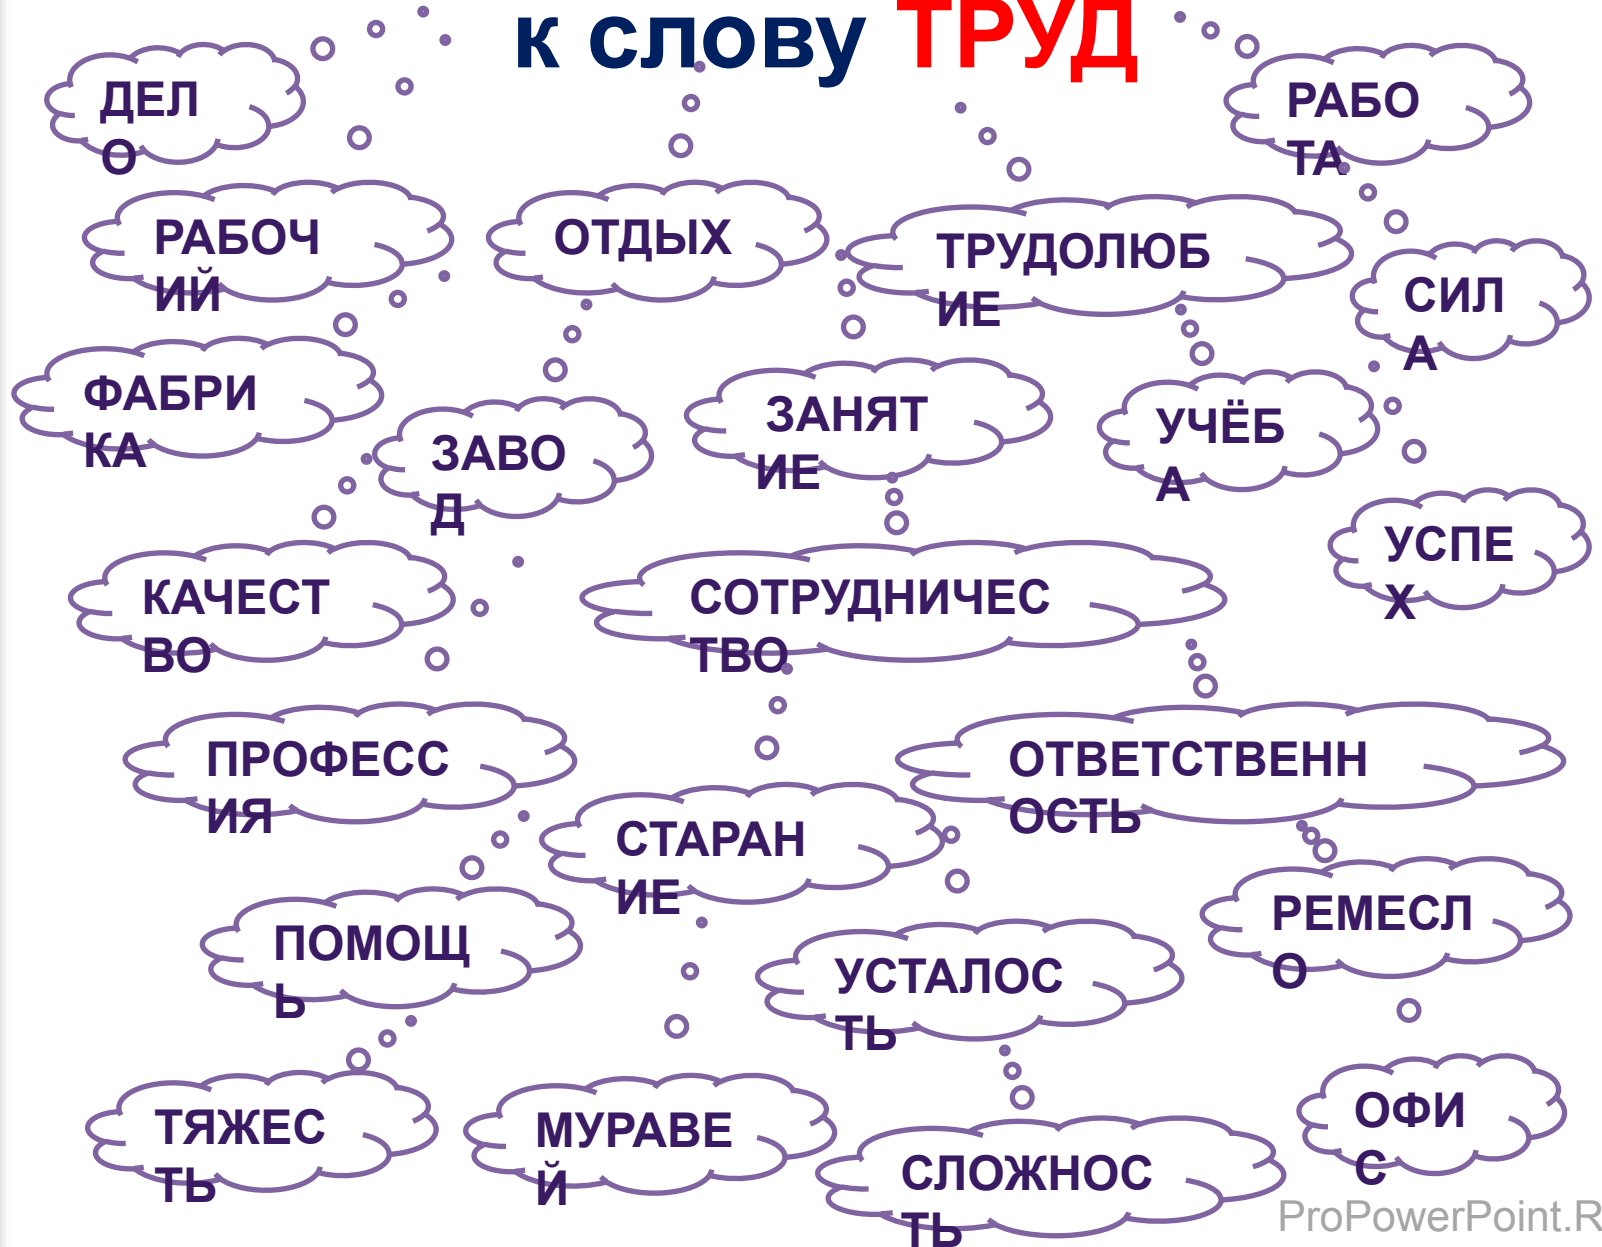 к слову ТРУД
ДЕЛ
О
РАБО
ТА
РАБОЧ
ИЙ
ОТДЫХ
ТРУДОЛЮБ
ИЕ
СИЛ
А
ФАБРИ
КА
ЗАВО
Д
ЗАНЯТ
ИЕ
УЧЁБ
А
УСПЕ
Х
КАЧЕСТ
ВО
СОТРУДНИЧЕС
ТВО
ПРОФЕСС
ИЯ
ОТВЕТСТВЕНН
ОСТЬ
СТАРАН
ИЕ
РЕМЕСЛ
О
ПОМОЩ
Ь
УСТАЛОС
ТЬ
ТЯЖЕС
ТЬ
МУРАВЕ
Й
СЛОЖНОС
ТЬ
ОФИ
С
ProPowerPoint.R